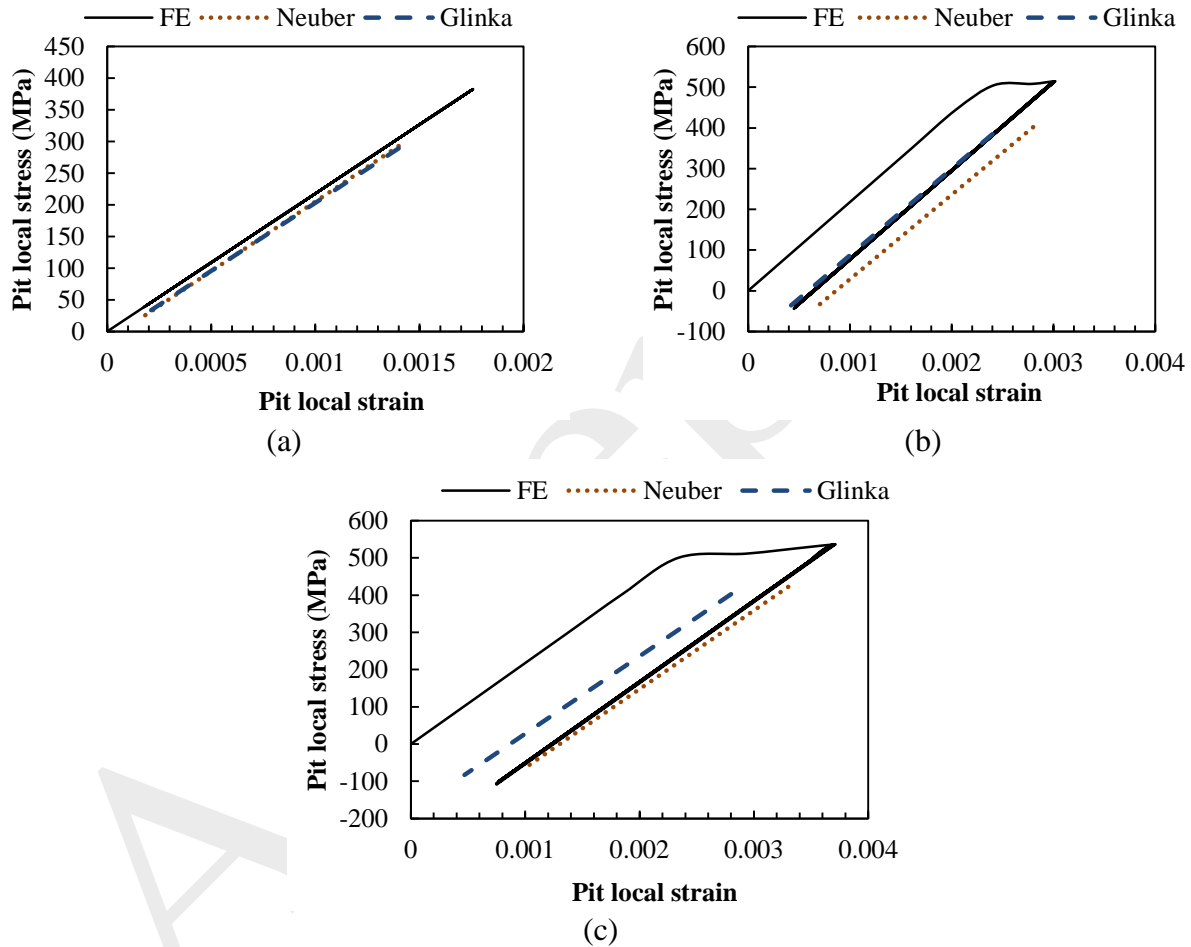 FE Neuber Glinka
450
400
350
300
250
200
150
100
50
0
Pit local stress (MPa)
0 0.0005 0.001 0.0015 0.002
Pit local strain
(a)
FE Neuber Glinka
600
500
400
300
200
100
0
-100
Pit local stress (MPa)
0 0.001 0.002 0.003 0.004
Pit local strain
(b)
FE Neuber Glinka
600
500
400
300
200
100
0
-100
-200
Pit local stress (MPa)
0 0.001 0.002 0.003 0.004
Pit local strain
(c)